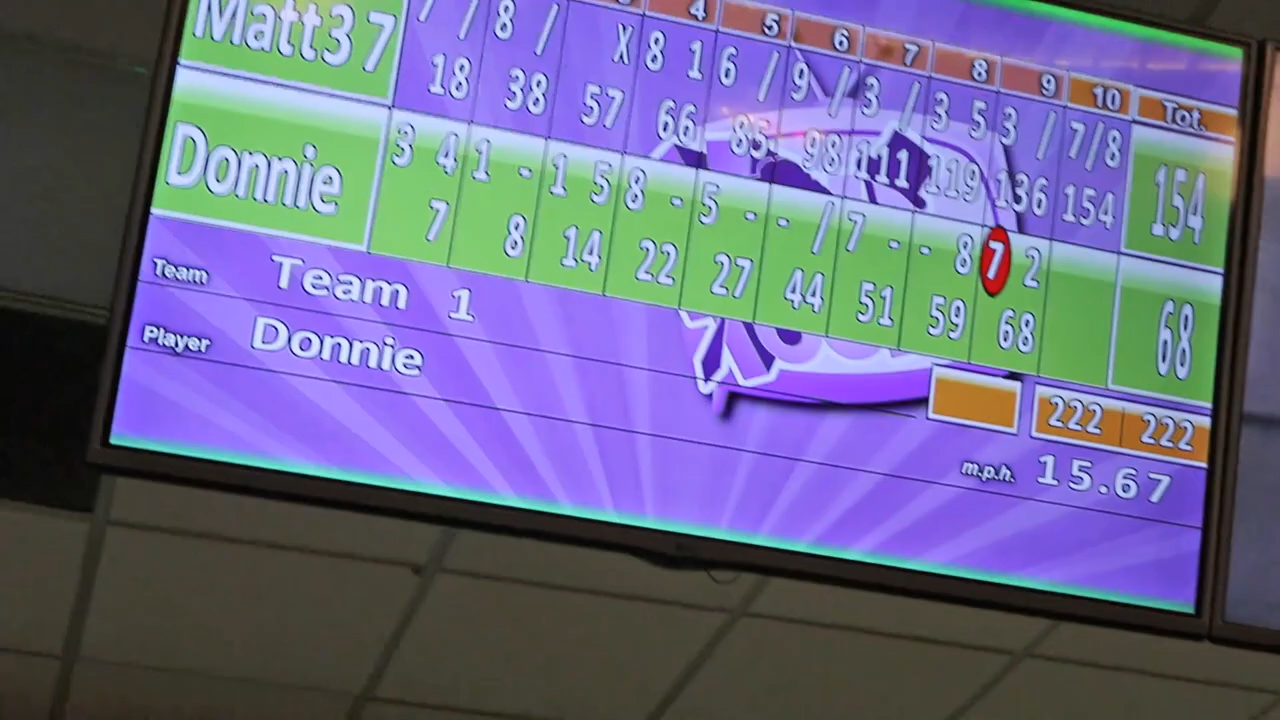 4 5 6 7 8 9 10 Tot.
Matt37 / 8 / X 8 1 6 / 9 / 3 / 3 5 3 / 7/8
18 38 57 66 85 98 111 119 136 154 154
Donnie 3 4 1 - 1 5 8 - 5 - - / 7 - - 8 7 2
7 8 14 22 27 44 51 59 68 68
Team Team 1
Player Donnie
222 222
m.p.h. 15.67